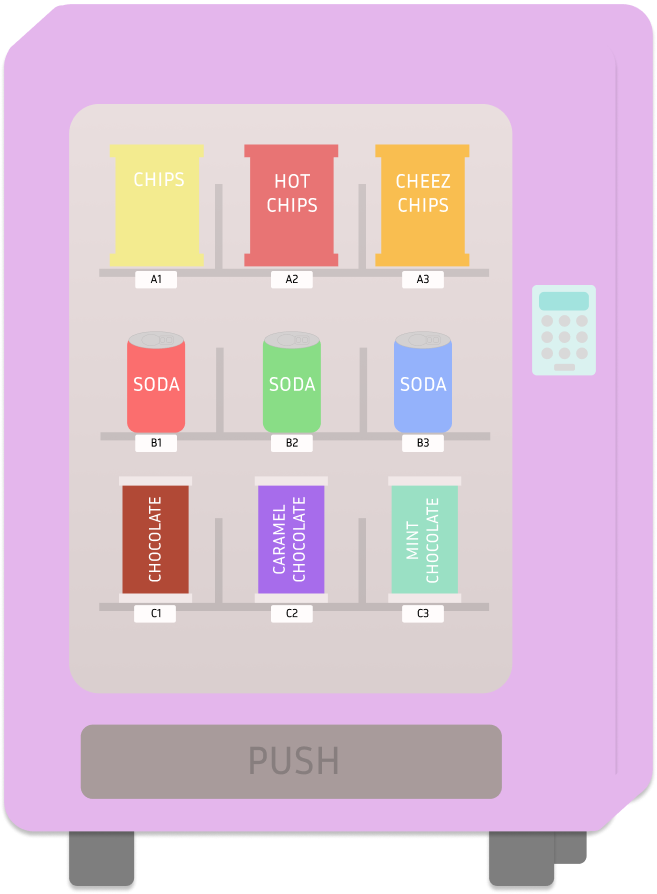 CHIPS
HOT
CHIPS
CHEEZ
CHIPS
A1
A2
A3
SODA
SODA
SODA
B1
B2
B3
CHOCOLATE
CARAMEL
CHOCOLATE
MINT
CHOCOLATE
C1
C2
C3
PUSH